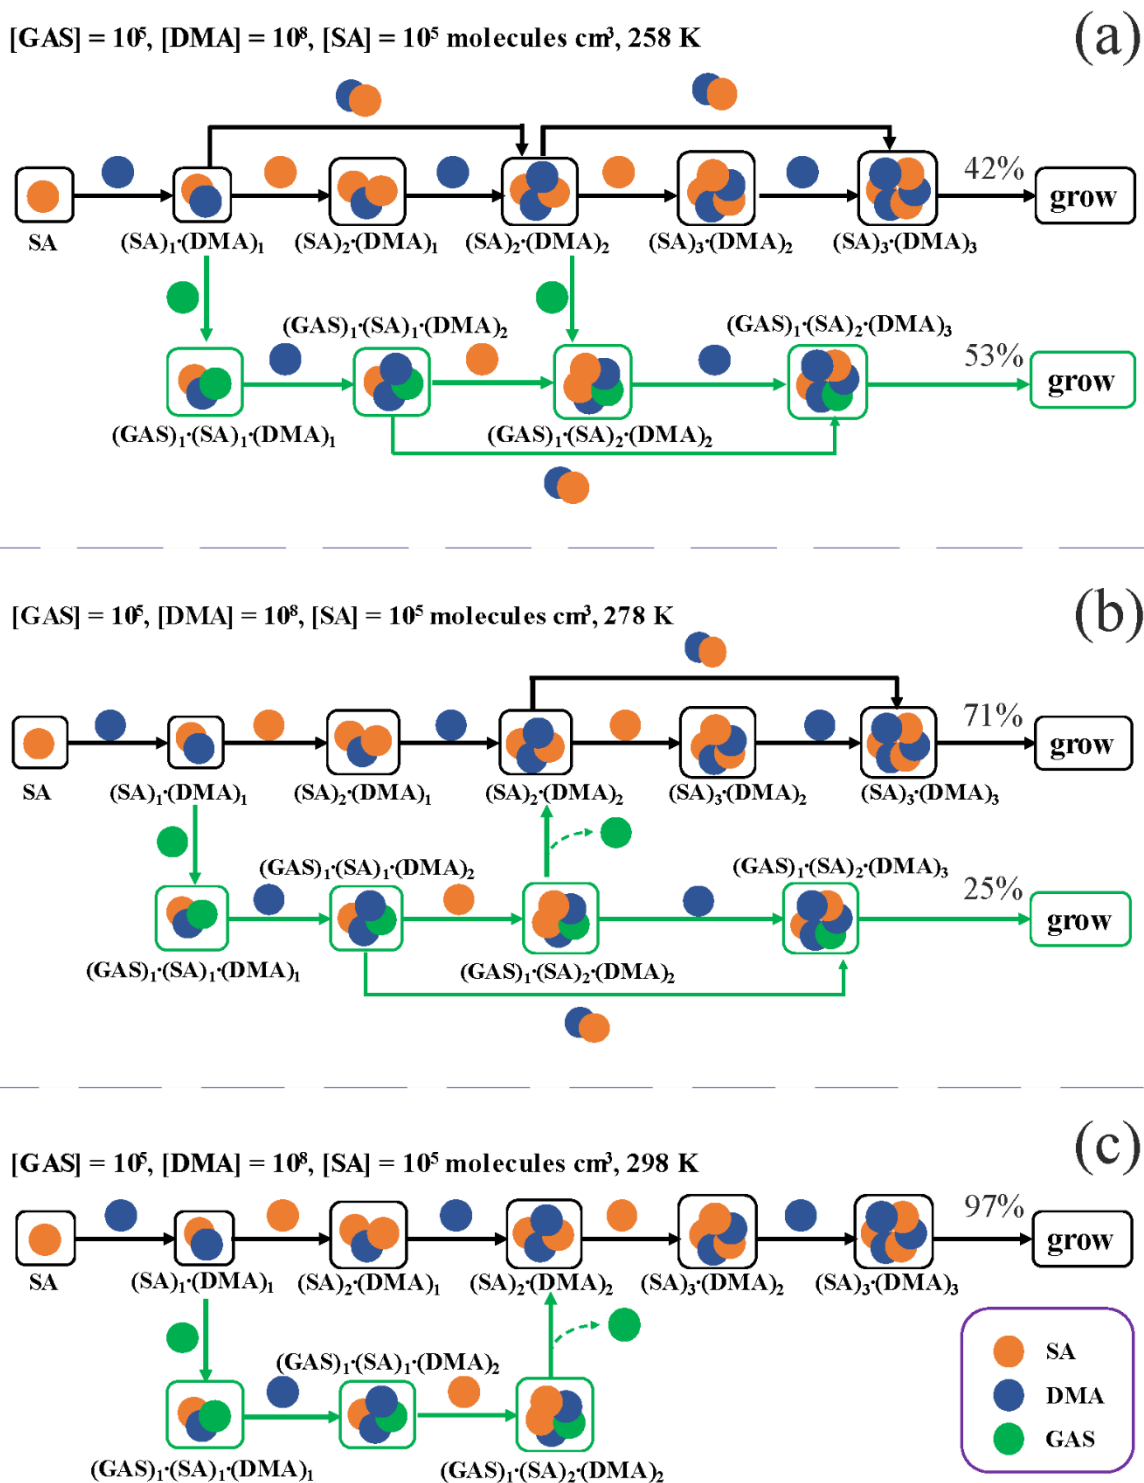 (a)
[GAS] = 10⁵, [DMA] = 10⁸, [SA] = 10⁵ molecules cm³, 258 K
42%
grow
SA
(SA)₁·(DMA)₁
(SA)₂·(DMA)₁
(SA)₂·(DMA)₂
(SA)₃·(DMA)₂
(SA)₃·(DMA)₃
(GAS)₁·(SA)₁·(DMA)₂
(GAS)₁·(SA)₂·(DMA)₃
53%
grow
(GAS)₁·(SA)₁·(DMA)₁
(GAS)₁·(SA)₂·(DMA)₂
(b)
[GAS] = 10⁵, [DMA] = 10⁸, [SA] = 10⁵ molecules cm³, 278 K
71%
grow
SA
(SA)₁·(DMA)₁
(SA)₂·(DMA)₁
(SA)₂·(DMA)₂
(SA)₃·(DMA)₂
(SA)₃·(DMA)₃
(GAS)₁·(SA)₁·(DMA)₂
(GAS)₁·(SA)₂·(DMA)₃
25%
grow
(GAS)₁·(SA)₁·(DMA)₁
(GAS)₁·(SA)₂·(DMA)₂
(c)
[GAS] = 10⁵, [DMA] = 10⁸, [SA] = 10⁵ molecules cm³, 298 K
97%
grow
SA
(SA)₁·(DMA)₁
(SA)₂·(DMA)₁
(SA)₂·(DMA)₂
(SA)₃·(DMA)₂
(SA)₃·(DMA)₃
(GAS)₁·(SA)₁·(DMA)₂
(GAS)₁·(SA)₁·(DMA)₁
(GAS)₁·(SA)₂·(DMA)₂
SA
DMA
GAS